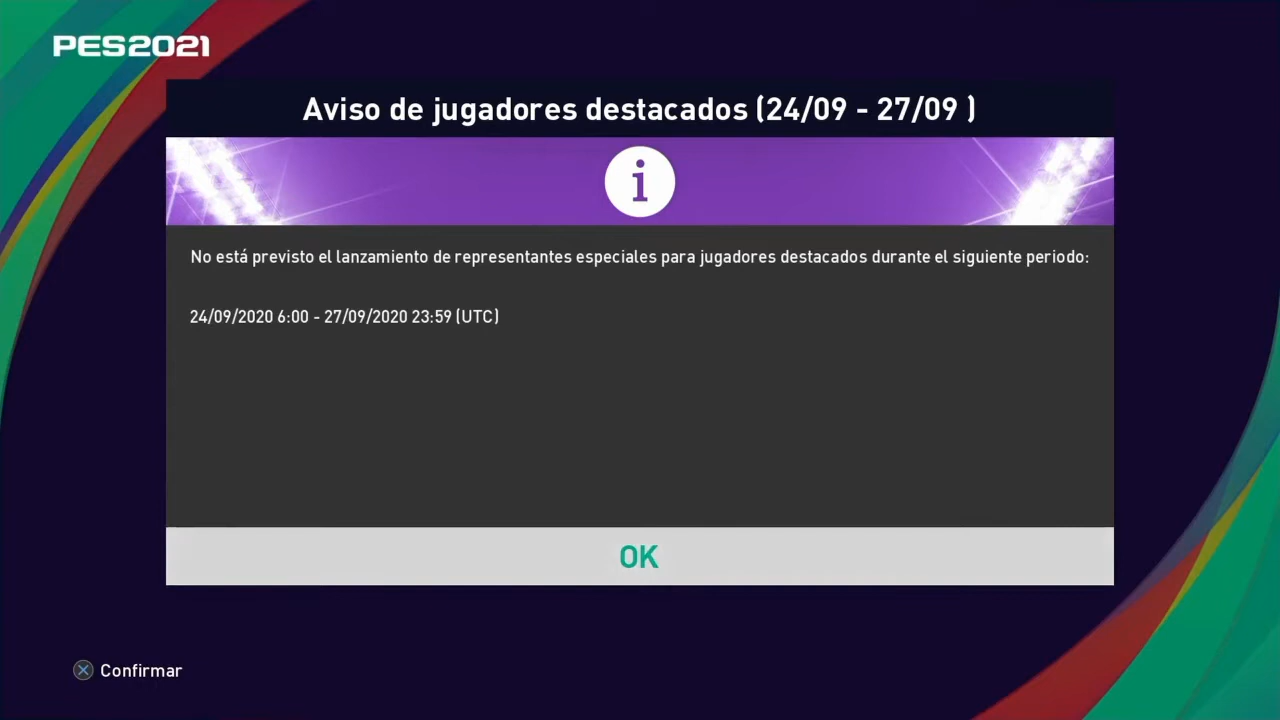 PES2021
Aviso de jugadores destacados (24/09 - 27/09 )
i
No está previsto el lanzamiento de representantes especiales para jugadores destacados durante el siguiente periodo:
24/09/2020 6:00 - 27/09/2020 23:59 (UTC)
OK
Confirmar